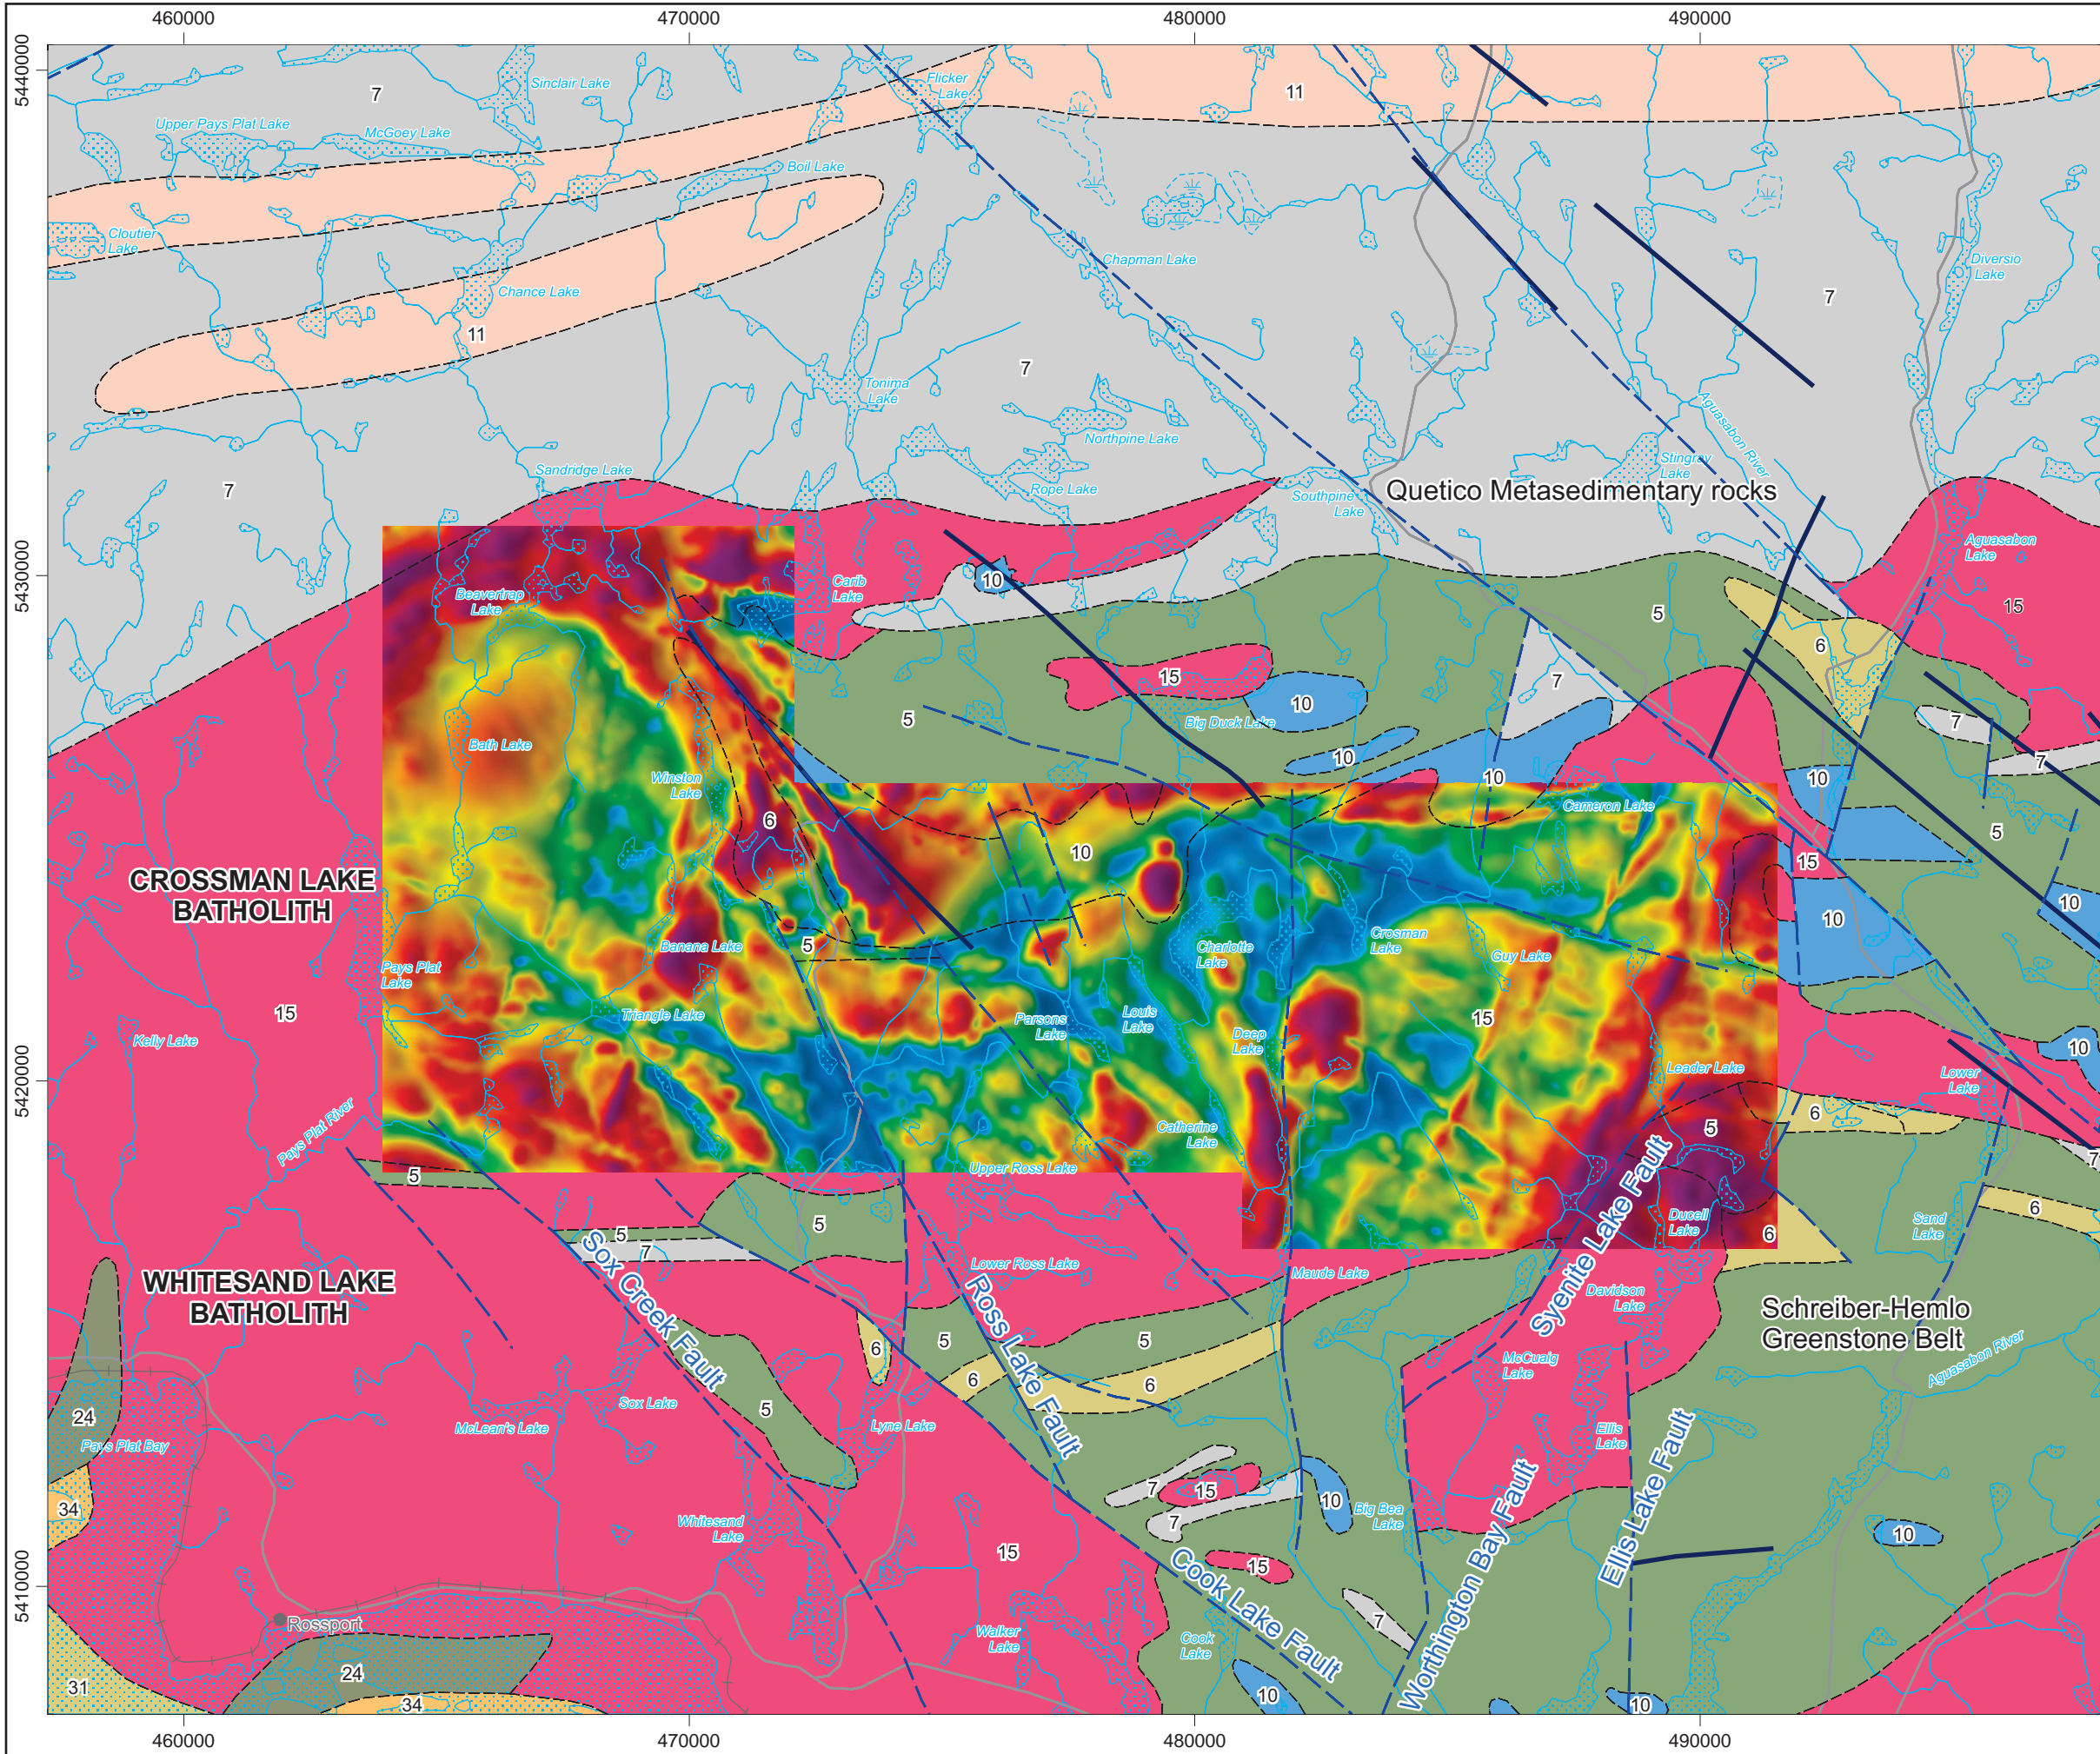 460000
470000
480000
490000
5440000
5430000
5420000
5410000
7
Sinclair Lake
Flicker
Lake
11
Upper Pays Plat Lake
McGoey Lake
Boil Lake
Cloutier
Lake
Chapman Lake
Diversio
Lake
Chance Lake
7
11
7
Tonima
Lake
Aguasabon River
Northpine Lake
Sandridge Lake
Stingray
Lake
7
Rope Lake
Southpine
Lake
Quetico Metasedimentary rocks
Aguasabon
Lake
10
Carib
Lake
Beavertrap
Lake
15
5
6
15
7
10
5
Big Duck Lake
7
Bath Lake
10
7
Winston
Lake
10
10
Cameron Lake
6
5
10
15
CROSSMAN LAKE
BATHOLITH
10
10
Banana Lake
5
Charlotte
Lake
Crosman
Lake
Guy Lake
Pays Plat
Lake
15
Triangle Lake
Parsons
Lake
Louis
Lake
15
Kelly Lake
Deep
Lake
10
Leader Lake
Lower
Lake
6
Pays Plat River
Catherine
Lake
5
7
5
Upper Ross Lake
Syenite Lake Fault
6
5
5
7
Ducell
Lake
6
Sand
Lake
Sox Creek Fault
Lower Ross Lake
Maude Lake
WHITESAND LAKE
BATHOLITH
Ross Lake Fault
Davidson
Lake
Schreiber-Hemlo
Greenstone Belt
6
5
5
McCuaig
Lake
Aguasabon River
6
6
24
Sox Lake
5
McLean's Lake
Lyne Lake
Ellis
Lake
Pays Plat Bay
7
15
10
34
Big Bea
Lake
Whitesand
Lake
7
10
Ellis Lake Fault
15
15
Cook Lake Fault
Worthington Bay Fault
Rossport
7
Walker
Lake
Cook
Lake
24
31
34
10
10
460000
470000
480000
490000